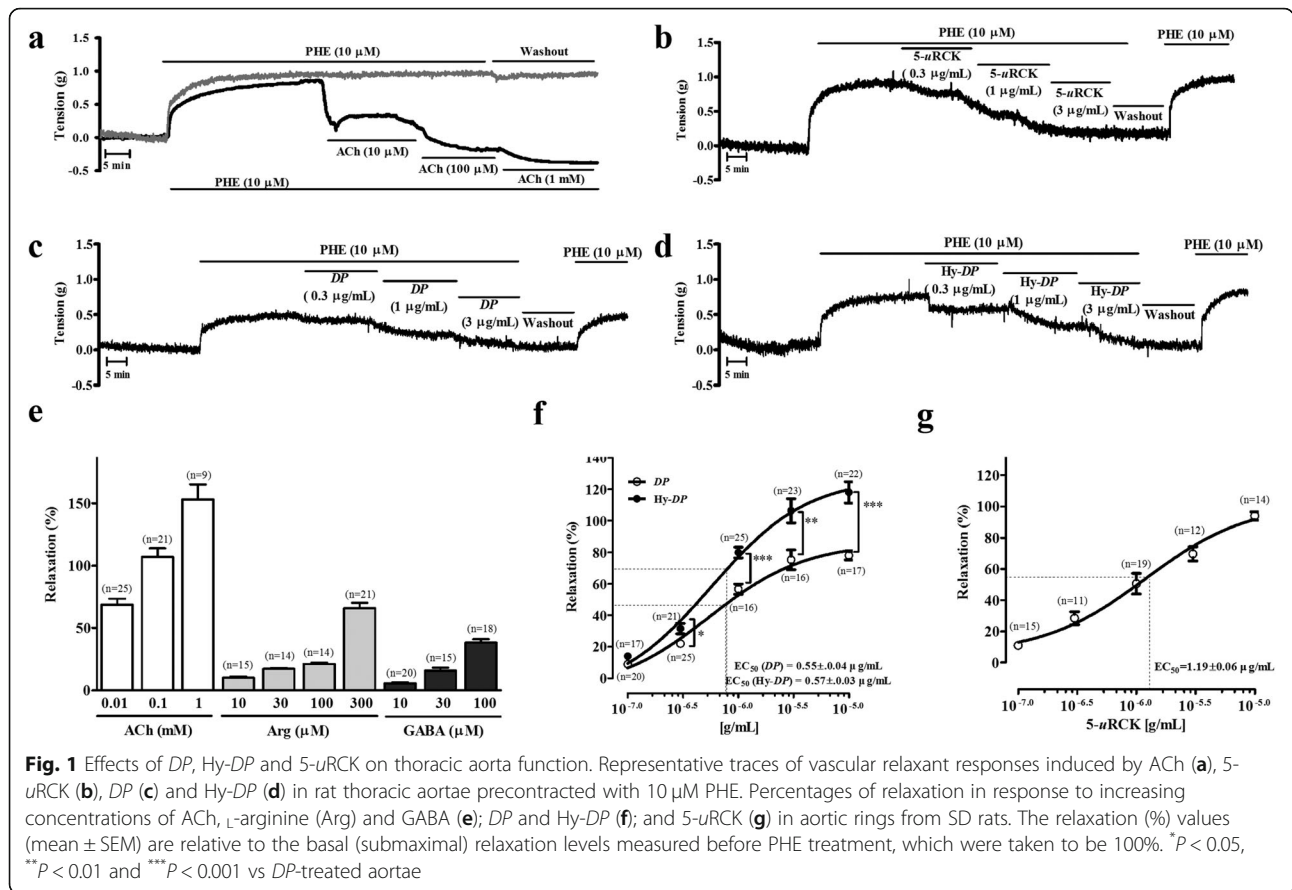 a
PHE (10 μM)
Washout
1.5
1.0
0.5
0.0
-0.5
Tension (g)
5 min
ACh (10 μM)
ACh (100 μM)
ACh (1 mM)
PHE (10 μM)
b
PHE (10 μM)
PHE (10 μM)
5-uRCK
( 0.3 μg/mL)
5-uRCK
(1 μg/mL)
5-uRCK
(3 μg/mL)
Washout
1.5
1.0
0.5
0.0
-0.5
Tension (g)
5 min
c
PHE (10 μM)
PHE (10 μM)
DP
( 0.3 μg/mL)
DP
(1 μg/mL)
DP
(3 μg/mL)
Washout
1.5
1.0
0.5
0.0
-0.5
Tension (g)
5 min
d
PHE (10 μM)
PHE (10 μM)
Hy-DP
( 0.3 μg/mL)
Hy-DP
(1 μg/mL)
Hy-DP
(3 μg/mL)
Washout
1.5
1.0
0.5
0.0
-0.5
Tension (g)
5 min
e
150
100
50
0
Relaxation (%)
(n=25)
(n=21)
(n=9)
(n=15)
(n=14)
(n=14)
(n=21)
(n=20)
(n=15)
(n=18)
0.01 0.1 1 10 30 100 300 10 30 100
ACh (mM) Arg (μM) GABA (μM)
f
140
120
100
80
60
40
20
0
Relaxation (%)
DP
Hy-DP
(n=17)
(n=20)
(n=21)
(n=25)
*
(n=25)
(n=16)
***
(n=23)
(n=16)
**
(n=22)
(n=17)
***
EC50 (DP) = 0.55±.0.04 μ g/mL
EC50 (Hy-DP) = 0.57±.0.03 μ g/mL
10-7.0 10-6.5 10-6.0 10-5.5 10-5.0
[g/mL]
g
120
100
80
60
40
20
0
Relaxation (%)
(n=15)
(n=11)
(n=19)
(n=12)
(n=14)
EC50=1.19±0.06 μ g/mL
10-7.0 10-6.5 10-6.0 10-5.5 10-5.0
5-uRCK [g/mL]
Fig. 1 Effects of DP, Hy-DP and 5-uRCK on thoracic aorta function. Representative traces of vascular relaxant responses induced by ACh (a), 5-
uRCK (b), DP (c) and Hy-DP (d) in rat thoracic aortae precontracted with 10 μM PHE. Percentages of relaxation in response to increasing
concentrations of ACh, L-arginine (Arg) and GABA (e); DP and Hy-DP (f); and 5-uRCK (g) in aortic rings from SD rats. The relaxation (%) values
(mean ± SEM) are relative to the basal (submaximal) relaxation levels measured before PHE treatment, which were taken to be 100%. *P < 0.05,
**P < 0.01 and ***P < 0.001 vs DP-treated aortae